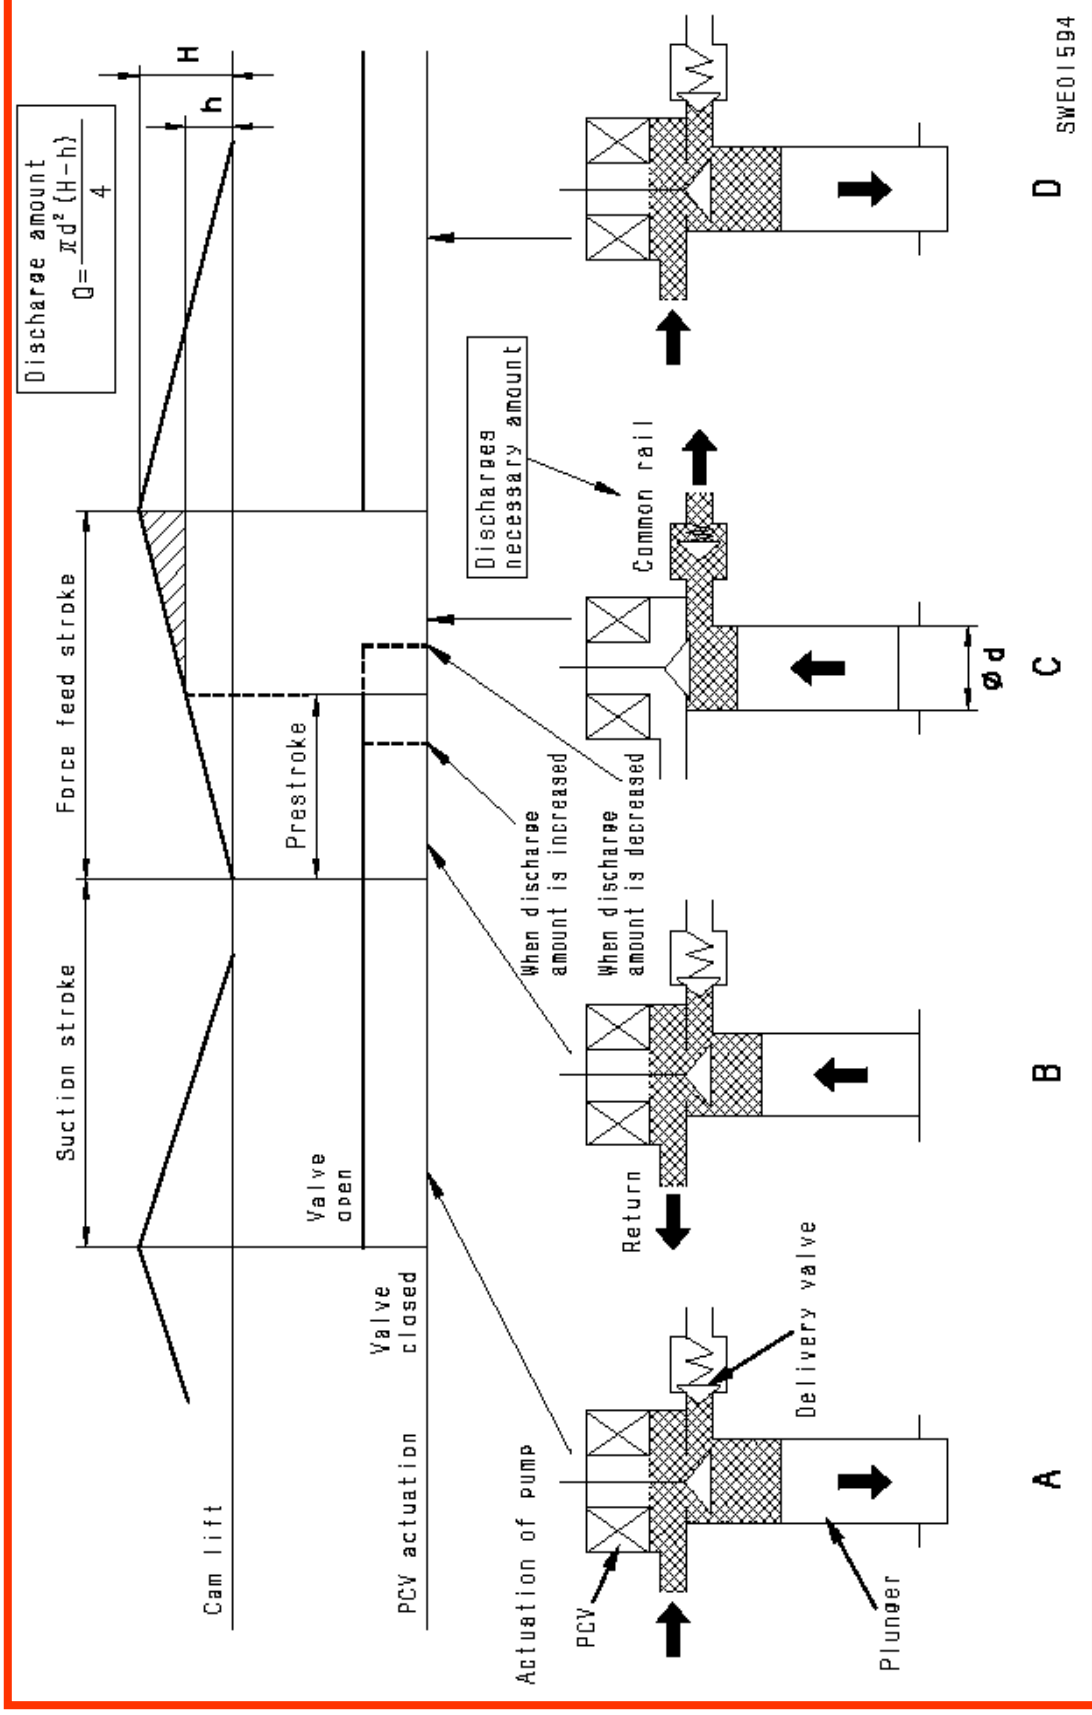 Discharge amount
Q=πd²(H-h)
4
H
h
Suction stroke
Force feed stroke
Cam lift
Prestroke
Valve
open
Valve
closed
PCV actuation
When discharge
amount is increased
When discharge
amount is decreased
Discharges
necessary amount
Common rail
Actuation of pump
PCV
Return
Delivery valve
Plunger
Ød
A
B
C
D
SWE01594